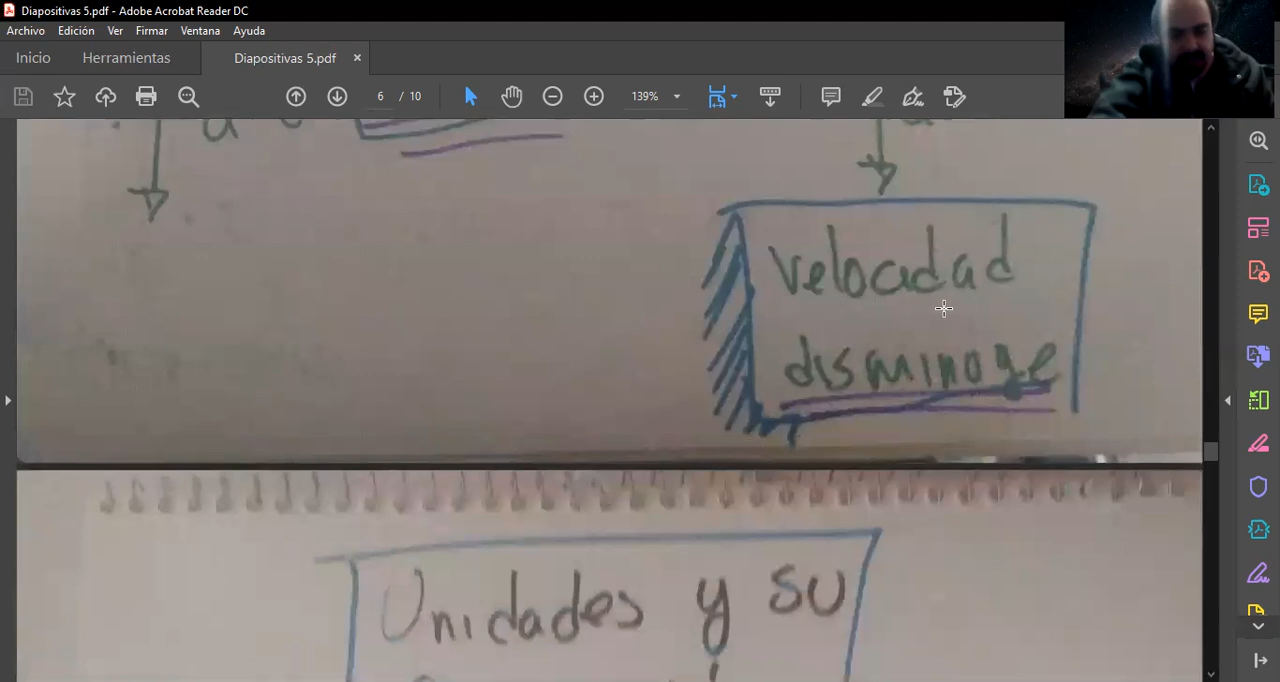 Diapositivas 5.pdf - Adobe Acrobat Reader DC
Archivo Edición Ver Firmar Ventana Ayuda
Inicio Herramientas Diapositivas 5.pdf ×
6 / 10 139%
a
a
velocidad
disminuye
Unidades y su